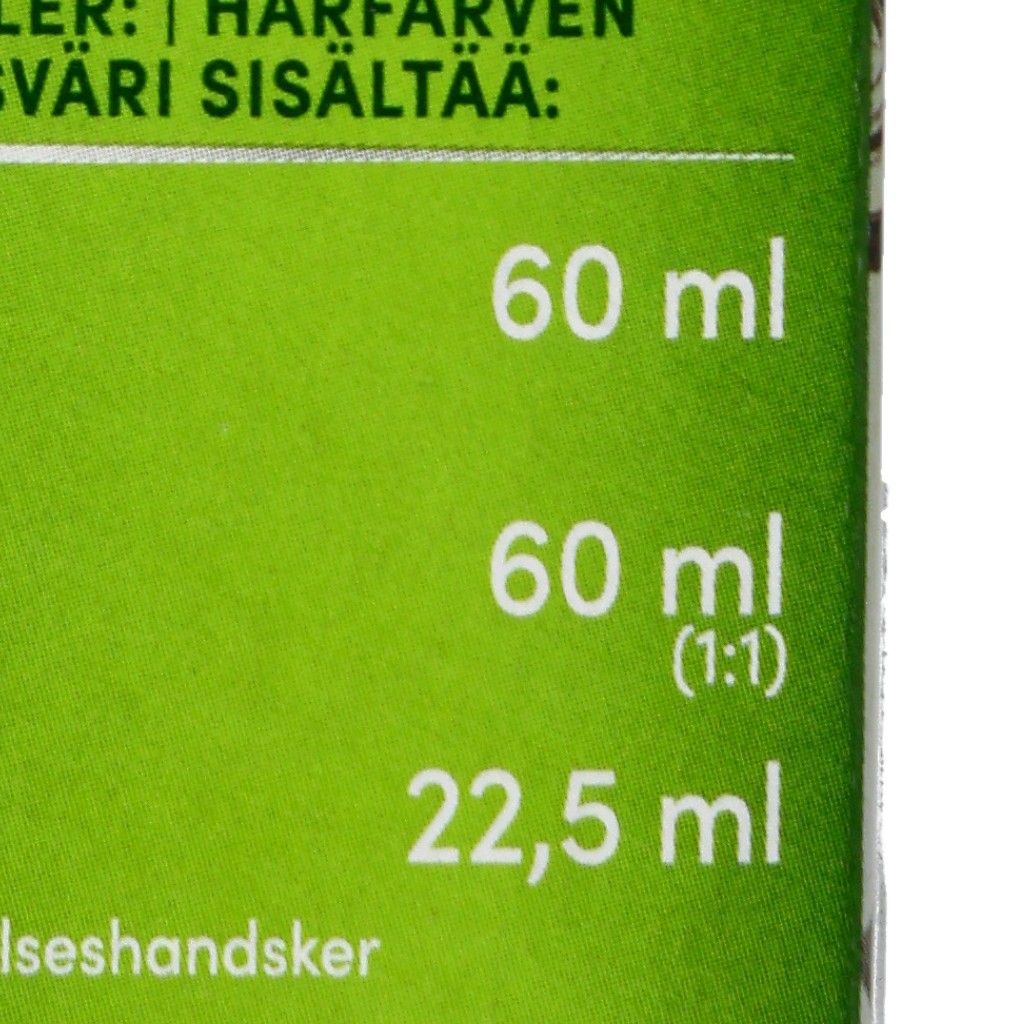 LER: | HÅRFARVEN
SVÄRI SISÄLTÄÄ:
60 ml
60 ml
(1:1)
22,5 ml
lseshandsker